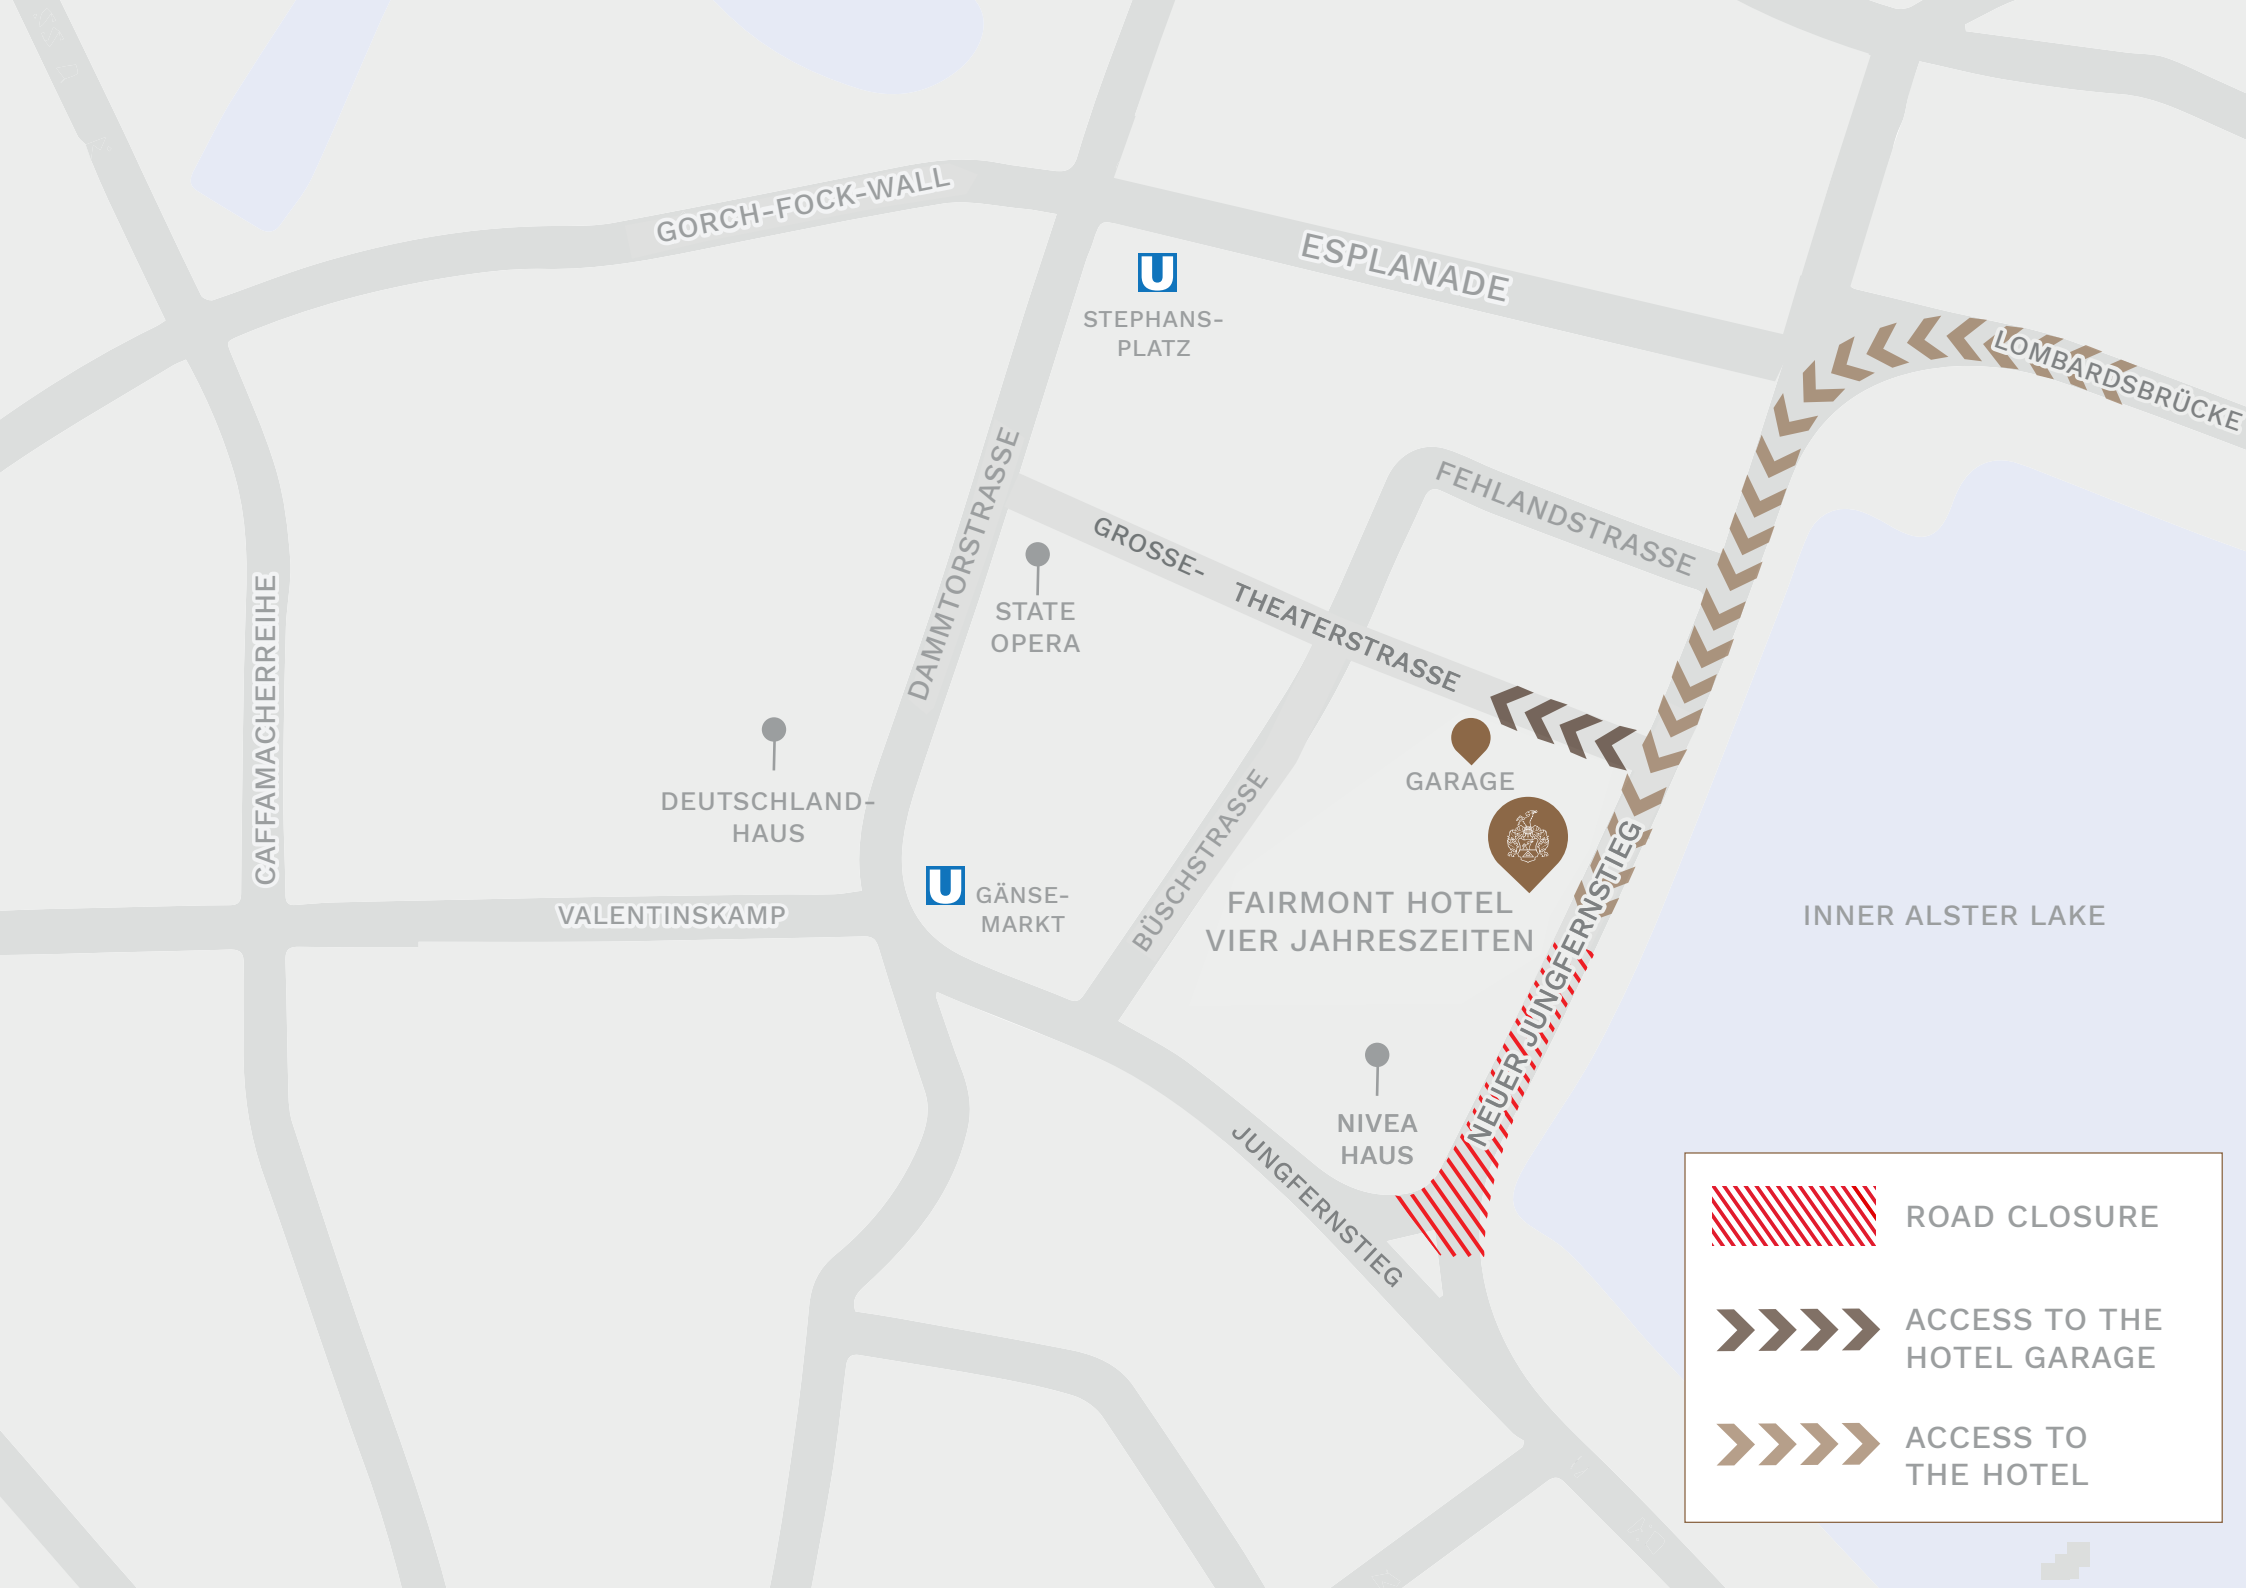 GORCH-FOCK-WALL
ESPLANADE
U
STEPHANS-
PLATZ
LOMBARDSBRÜCKE
DAMMTORSTRASSE
FEHLANDSTRASSE
GROSSE-
THEATERSTRASSE
STATE
OPERA
CAFFAMACHERREIHE
DEUTSCHLAND-
HAUS
GARAGE
BÜSCHSTRASSE
U
GÄNSE-
MARKT
VALENTINSKAMP
FAIRMONT HOTEL
VIER JAHRESZEITEN
NEUER JUNGFERNSTIEG
INNER ALSTER LAKE
NIVEA
HAUS
JUNGFERNSTIEG
ROAD CLOSURE
ACCESS TO THE
HOTEL GARAGE
ACCESS TO
THE HOTEL